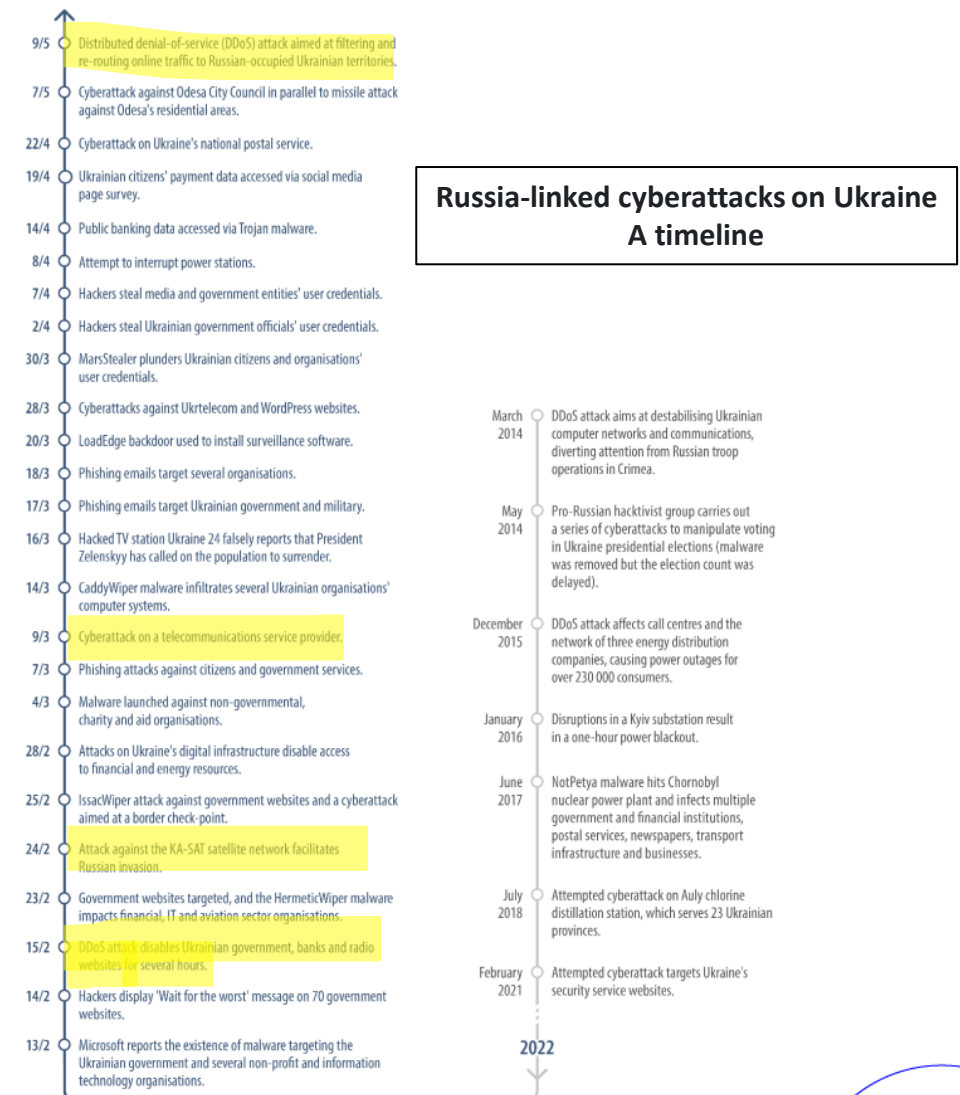 9/5 Distributed denial-of-service (DDoS) attack aimed at filtering and
re-routing online traffic to Russian-occupied Ukrainian territories.
7/5 Cyberattack against Odesa City Council in parallel to missile attack
against Odesa's residential areas.
22/4 Cyberattack on Ukraine's national postal service.
19/4 Ukrainian citizens' payment data accessed via social media
page survey.
14/4 Public banking data accessed via Trojan malware.
8/4 Attempt to interrupt power stations.
7/4 Hackers steal media and government entities' user credentials.
2/4 Hackers steal Ukrainian government officials' user credentials.
30/3 MarsStealer plunders Ukrainian citizens and organisations'
user credentials.
28/3 Cyberattacks against Ukrtelecom and WordPress websites.
20/3 LoadEdge backdoor used to install surveillance software.
18/3 Phishing emails target several organisations.
17/3 Phishing emails target Ukrainian government and military.
16/3 Hacked TV station Ukraine 24 falsely reports that President
Zelenskyy has called on the population to surrender.
14/3 CaddyWiper malware infiltrates several Ukrainian organisations'
computer systems.
9/3 Cyberattack on a telecommunications service provider.
7/3 Phishing attacks against citizens and government services.
4/3 Malware launched against non-governmental,
charity and aid organisations.
28/2 Attacks on Ukraine's digital infrastructure disable access
to financial and energy resources.
25/2 IssacWiper attack against government websites and a cyberattack
aimed at a border check-point.
24/2 Attack against the KA-SAT satellite network facilitates
Russian invasion.
23/2 Government websites targeted, and the HermeticWiper malware
impacts financial, IT and aviation sector organisations.
15/2 DDoS attack disables Ukrainian government, banks and radio
websites for several hours.
14/2 Hackers display 'Wait for the worst' message on 70 government
websites.
13/2 Microsoft reports the existence of malware targeting the
Ukrainian government and several non-profit and information
technology organisations.
Russia-linked cyberattacks on Ukraine
A timeline
March DDoS attack aims at destabilising Ukrainian
2014 computer networks and communications,
diverting attention from Russian troop
operations in Crimea.
May Pro-Russian hacktivist group carries out
2014 a series of cyberattacks to manipulate voting
in Ukraine presidential elections (malware
was removed but the election count was
delayed).
December DDoS attack affects call centres and the
2015 network of three energy distribution
companies, causing power outages for
over 230 000 consumers.
January Disruptions in a Kyiv substation result
2016 in a one-hour power blackout.
June NotPetya malware hits Chornobyl
2017 nuclear power plant and infects multiple
government and financial institutions,
postal services, newspapers, transport
infrastructure and businesses.
July Attempted cyberattack on Auly chlorine
2018 distillation station, which serves 23 Ukrainian
provinces.
February Attempted cyberattack targets Ukraine's
2021 security service websites.
2022